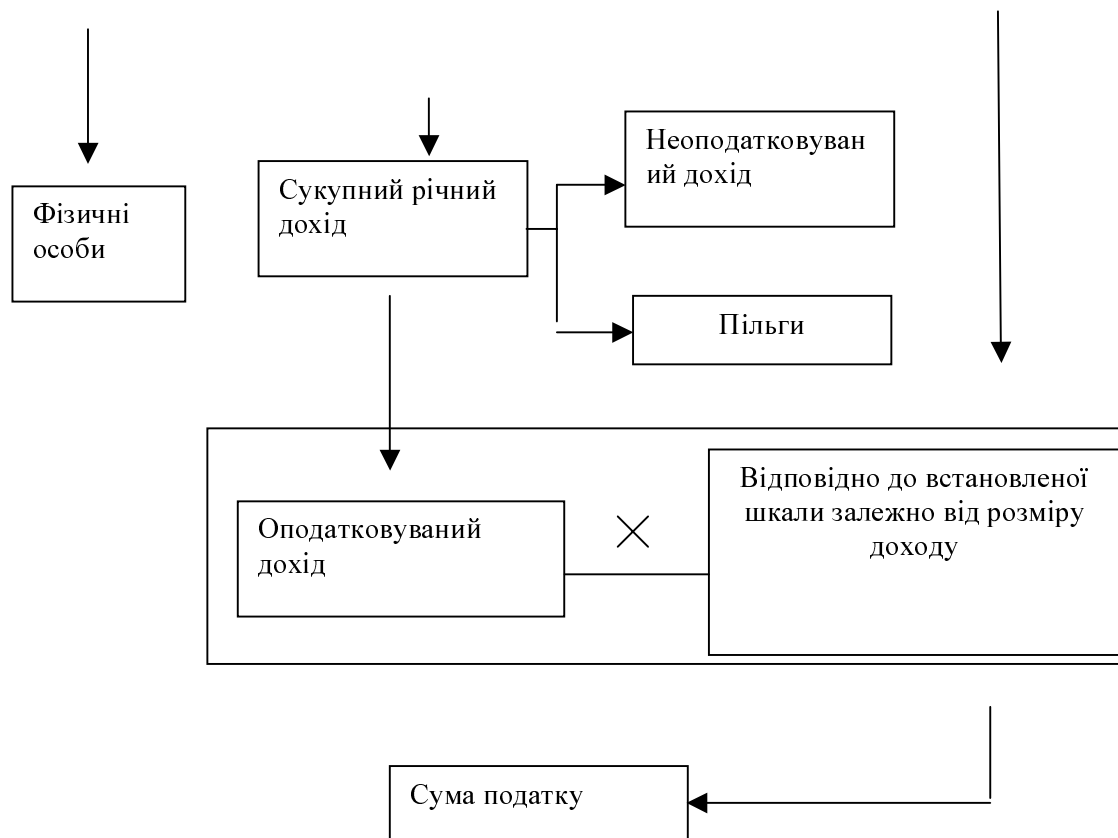 Неоподатковуван
ий дохід
Сукупний річний
дохід
Фізичні
особи
Пільги
Відповідно до встановленої
шкали залежно від розміру
доходу
Оподатковуваний
дохід
Сума податку